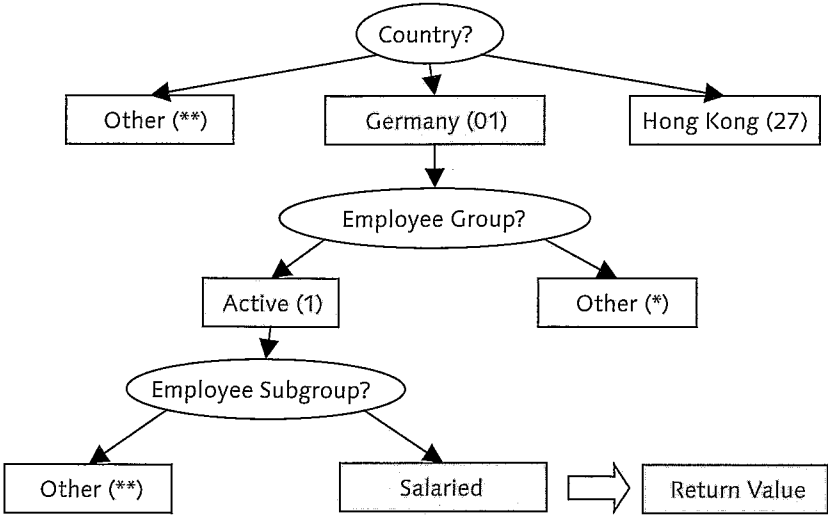 Country?
Other (**)
Germany (01)
Hong Kong (27)
Employee Group?
Active (1)
Other (*)
Employee Subgroup?
Other (**)
Salaried
Return Value